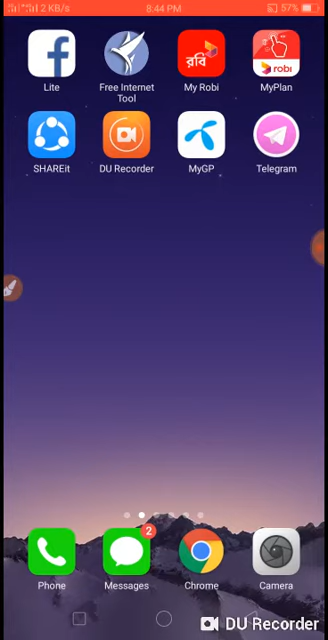 2 KB/s
8:44 PM
57%
f
রবি
robi
Lite
Free Internet
Tool
My Robi
MyPlan
SHAREit
DU Recorder
MyGP
Telegram
2
Phone
Messages
Chrome
Camera
DU Recorder